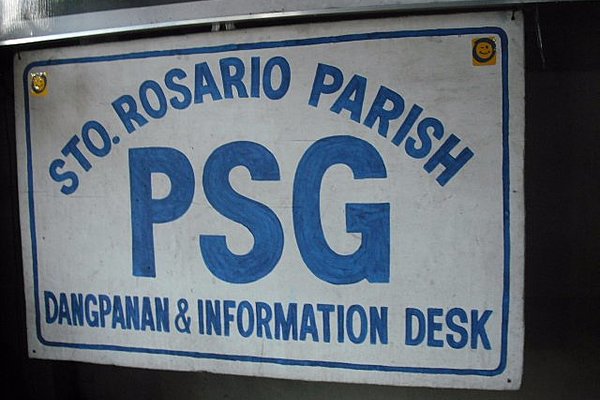 STO. ROSARIO PARISH
PSG
DANGPANAN & INFORMATION DESK